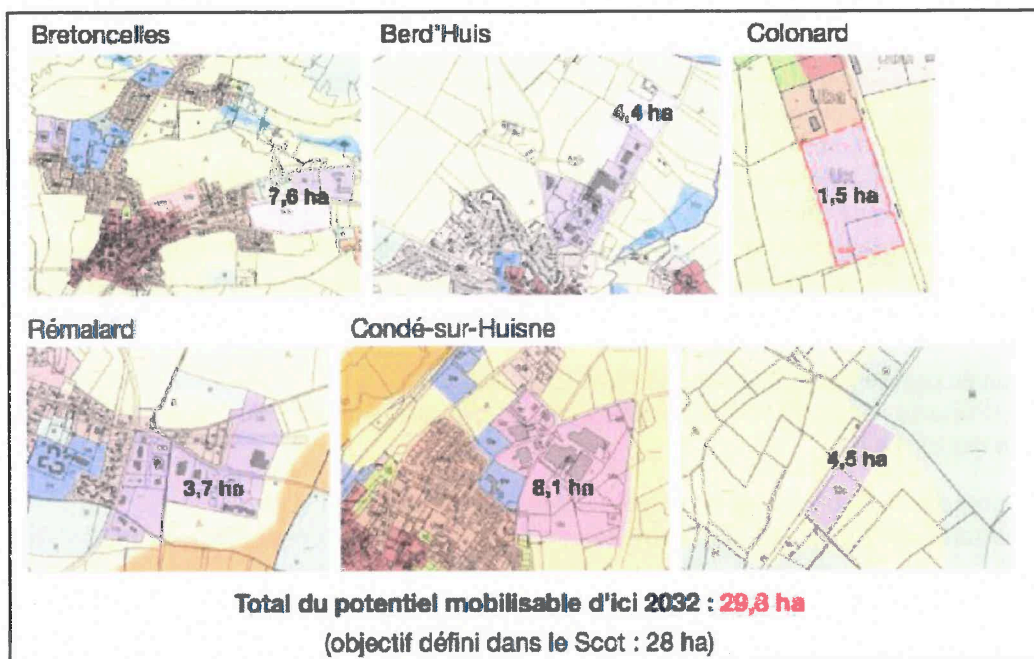 Bretoncelles
Berd'Huis
Colonard
7,6 ha
4,4 ha
Uba
Ux
1,5 ha
Rémalard
Condé-sur-Huisne
3,7 ha
8,1 ha
4,5 ha
Total du potentiel mobilisable d'ici 2032 : 29,8 ha
(objectif défini dans le Scot : 28 ha)